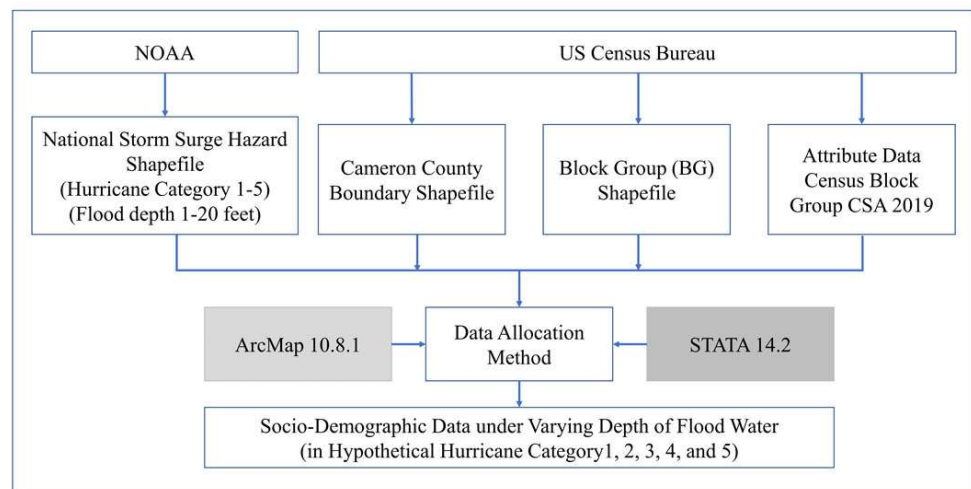 NOAA
US Census Bureau
National Storm Surge Hazard
Shapefile
(Hurricane Category 1-5)
(Flood depth 1-20 feet)
Cameron County
Boundary Shapefile
Block Group (BG)
Shapefile
Attribute Data
Census Block
Group CSA 2019
ArcMap 10.8.1
Data Allocation
Method
STATA 14.2
Socio-Demographic Data under Varying Depth of Flood Water
(in Hypothetical Hurricane Category1, 2, 3, 4, and 5)